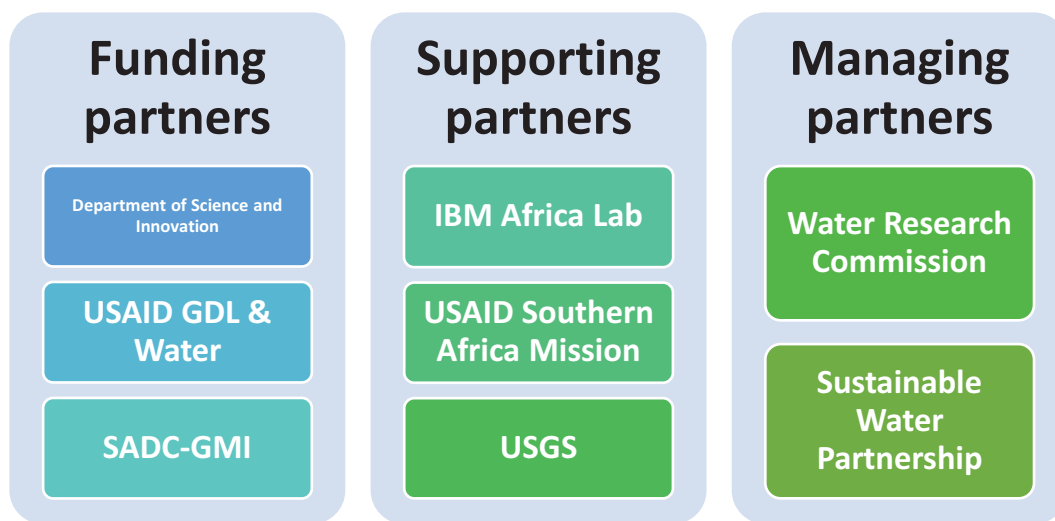 Funding
partners
Department of Science and
Innovation
USAID GDL &
Water
SADC-GMI
Supporting
partners
IBM Africa Lab
USAID Southern
Africa Mission
USGS
Managing
partners
Water Research
Commission
Sustainable
Water
Partnership